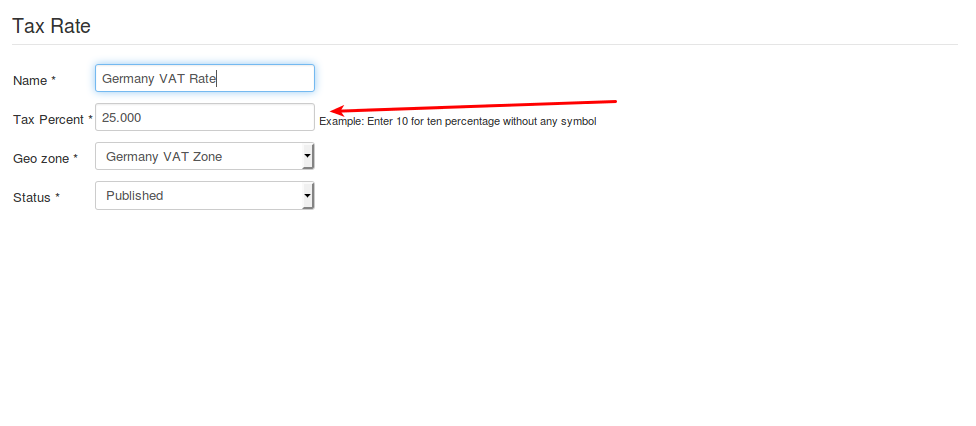 Tax Rate
Name * Germany VAT Rate
Tax Percent * 25.000 Example: Enter 10 for ten percentage without any symbol
Geo zone * Germany VAT Zone
Status * Published